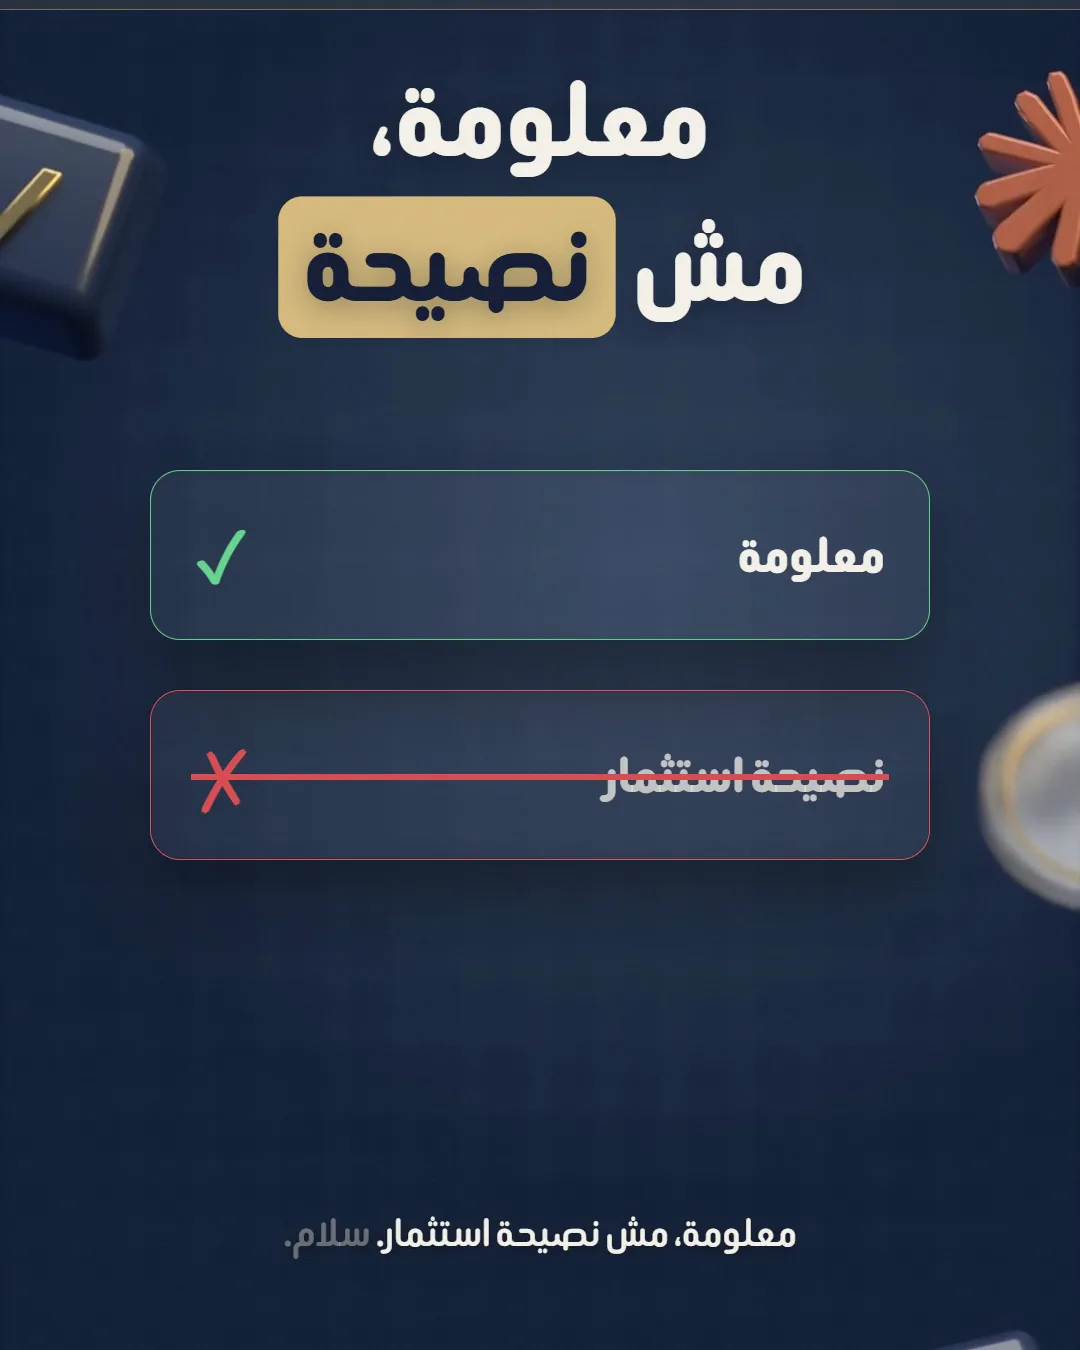 معلومة،
مش نصيحة
معلومة
نصيحة استثمار
معلومة، مش نصيحة استثمار. سلام.